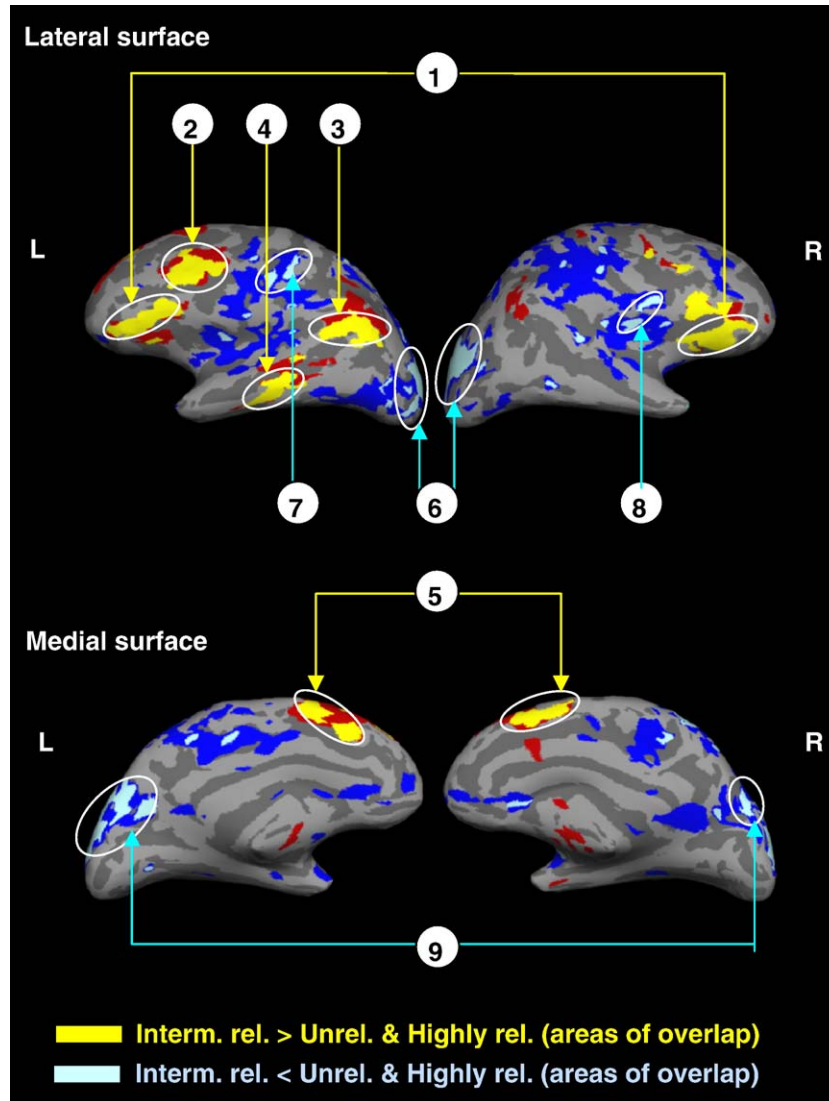 Lateral surface
1
2 4 3
L
R
7 6 8
5
Medial surface
L
R
9
Interm. rel. > Unrel. & Highly rel. (areas of overlap)
Interm. rel. < Unrel. & Highly rel. (areas of overlap)